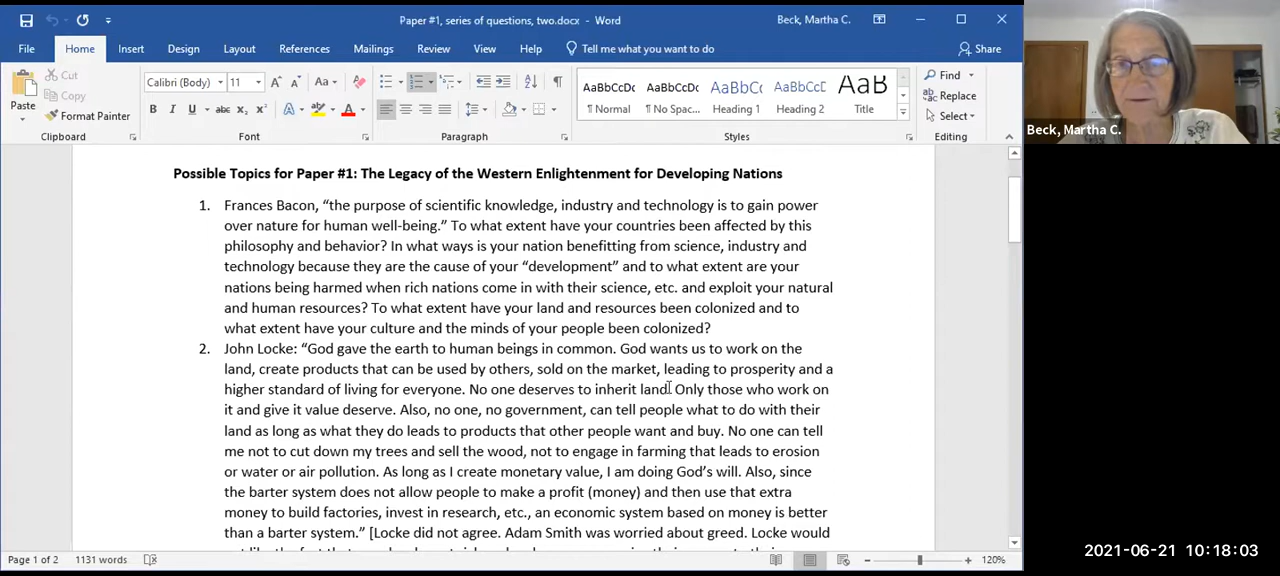 Paper #1, series of questions, two.docx - Word
Beck, Martha C.
File Home Insert Design Layout References Mailings Review View Help Tell me what you want to do Share
Paste
Cut
Copy
Format Painter
Clipboard
Calibri (Body) 11
Font
Paragraph
AaBbCcDc AaBbCcDc AaBbCc AaBbCcD AaB
¶ Normal ¶ No Spac... Heading 1 Heading 2 Title
Styles
Find
Replace
Select
Editing
Beck, Martha C.
Possible Topics for Paper #1: The Legacy of the Western Enlightenment for Developing Nations
1. Frances Bacon, “the purpose of scientific knowledge, industry and technology is to gain power
over nature for human well-being.” To what extent have your countries been affected by this
philosophy and behavior? In what ways is your nation benefitting from science, industry and
technology because they are the cause of your “development” and to what extent are your
nations being harmed when rich nations come in with their science, etc. and exploit your natural
and human resources? To what extent have your land and resources been colonized and to
what extent have your culture and the minds of your people been colonized?
2. John Locke: “God gave the earth to human beings in common. God wants us to work on the
land, create products that can be used by others, sold on the market, leading to prosperity and a
higher standard of living for everyone. No one deserves to inherit land. Only those who work on
it and give it value deserve. Also, no one, no government, can tell people what to do with their
land as long as what they do leads to products that other people want and buy. No one can tell
me not to cut down my trees and sell the wood, not to engage in farming that leads to erosion
or water or air pollution. As long as I create monetary value, I am doing God’s will. Also, since
the barter system does not allow people to make a profit (money) and then use that extra
money to build factories, invest in research, etc., an economic system based on money is better
than a barter system.” [Locke did not agree. Adam Smith was worried about greed. Locke would
Page 1 of 2 1131 words
120%
2021-06-21 10:18:03